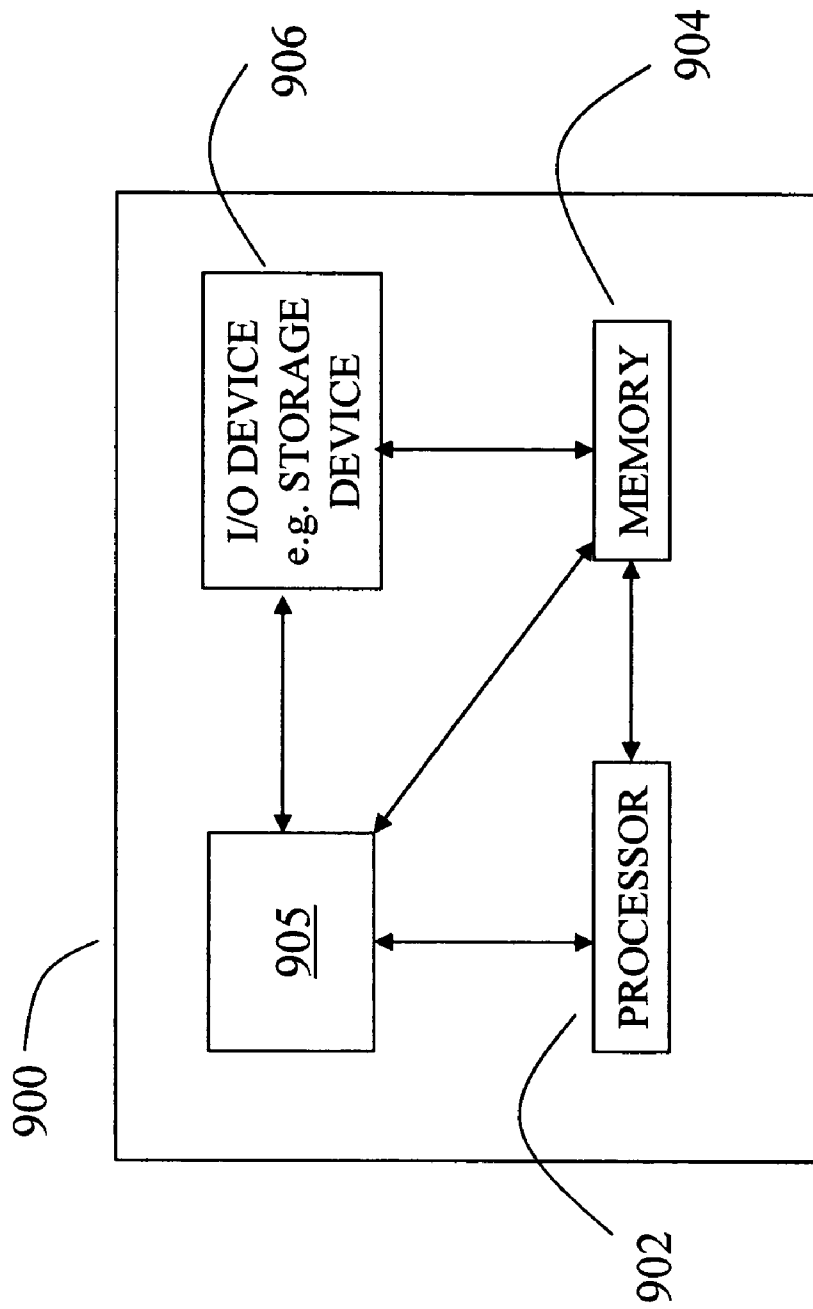 900
906
905
I/O DEVICE
e.g. STORAGE
DEVICE
902
PROCESSOR
MEMORY
904